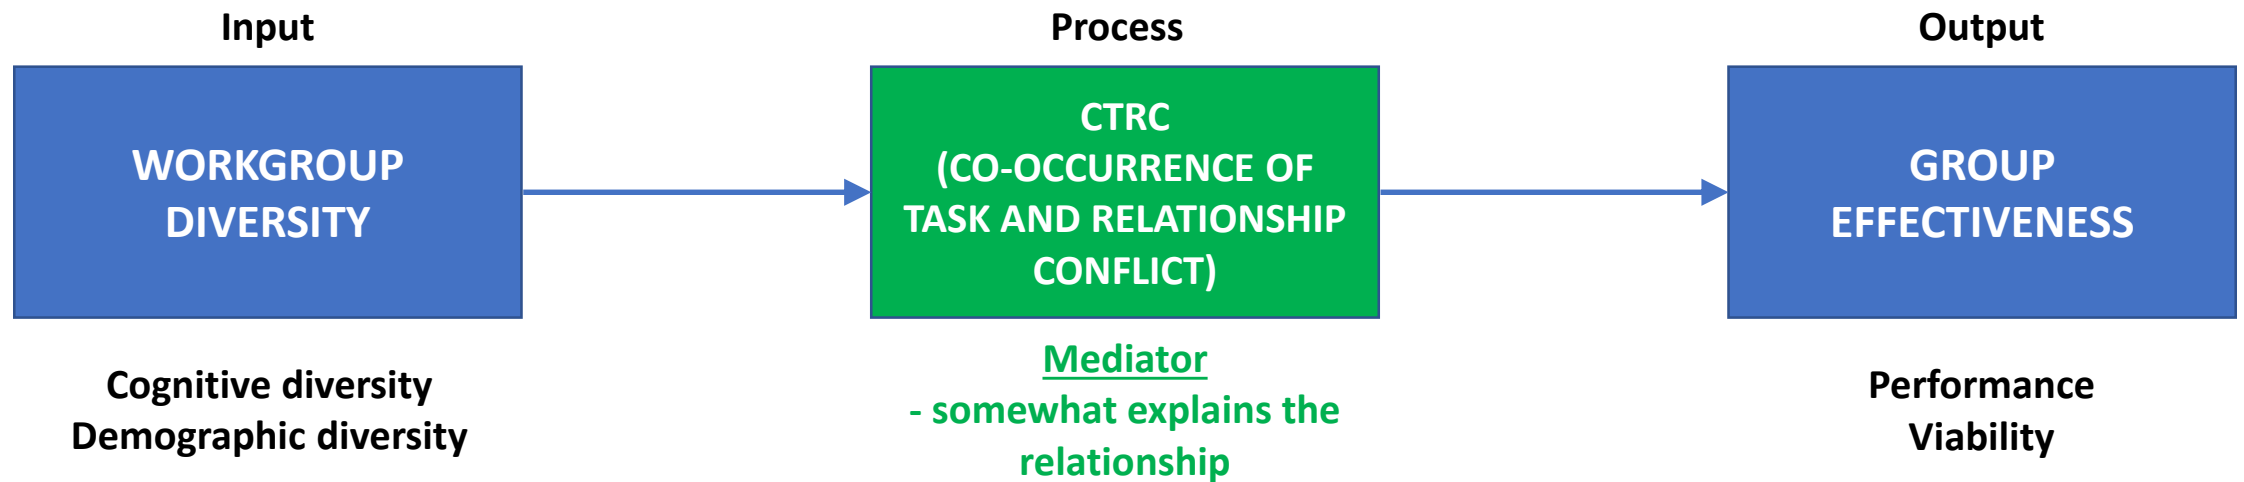 Input
WORKGROUP
DIVERSITY
Cognitive diversity
Demographic diversity
Process
CTRC
(CO-OCCURRENCE OF
TASK AND RELATIONSHIP
CONFLICT)
Mediator
- somewhat explains the
relationship
Output
GROUP
EFFECTIVENESS
Performance
Viability